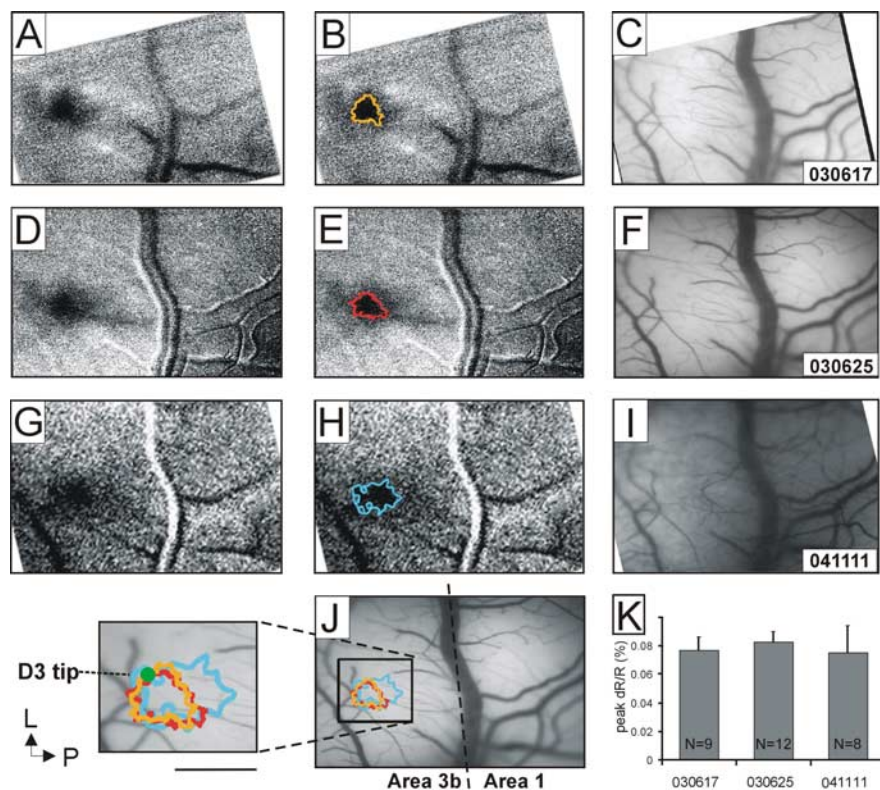 A
B
C
030617
D
E
F
030625
G
H
I
041111
D3 tip
L
P
J
Area 3b
Area 1
K
peak dR/R (%)
0.08
0.06
0.04
0.02
0
N=9
N=12
N=8
030617
030625
041111